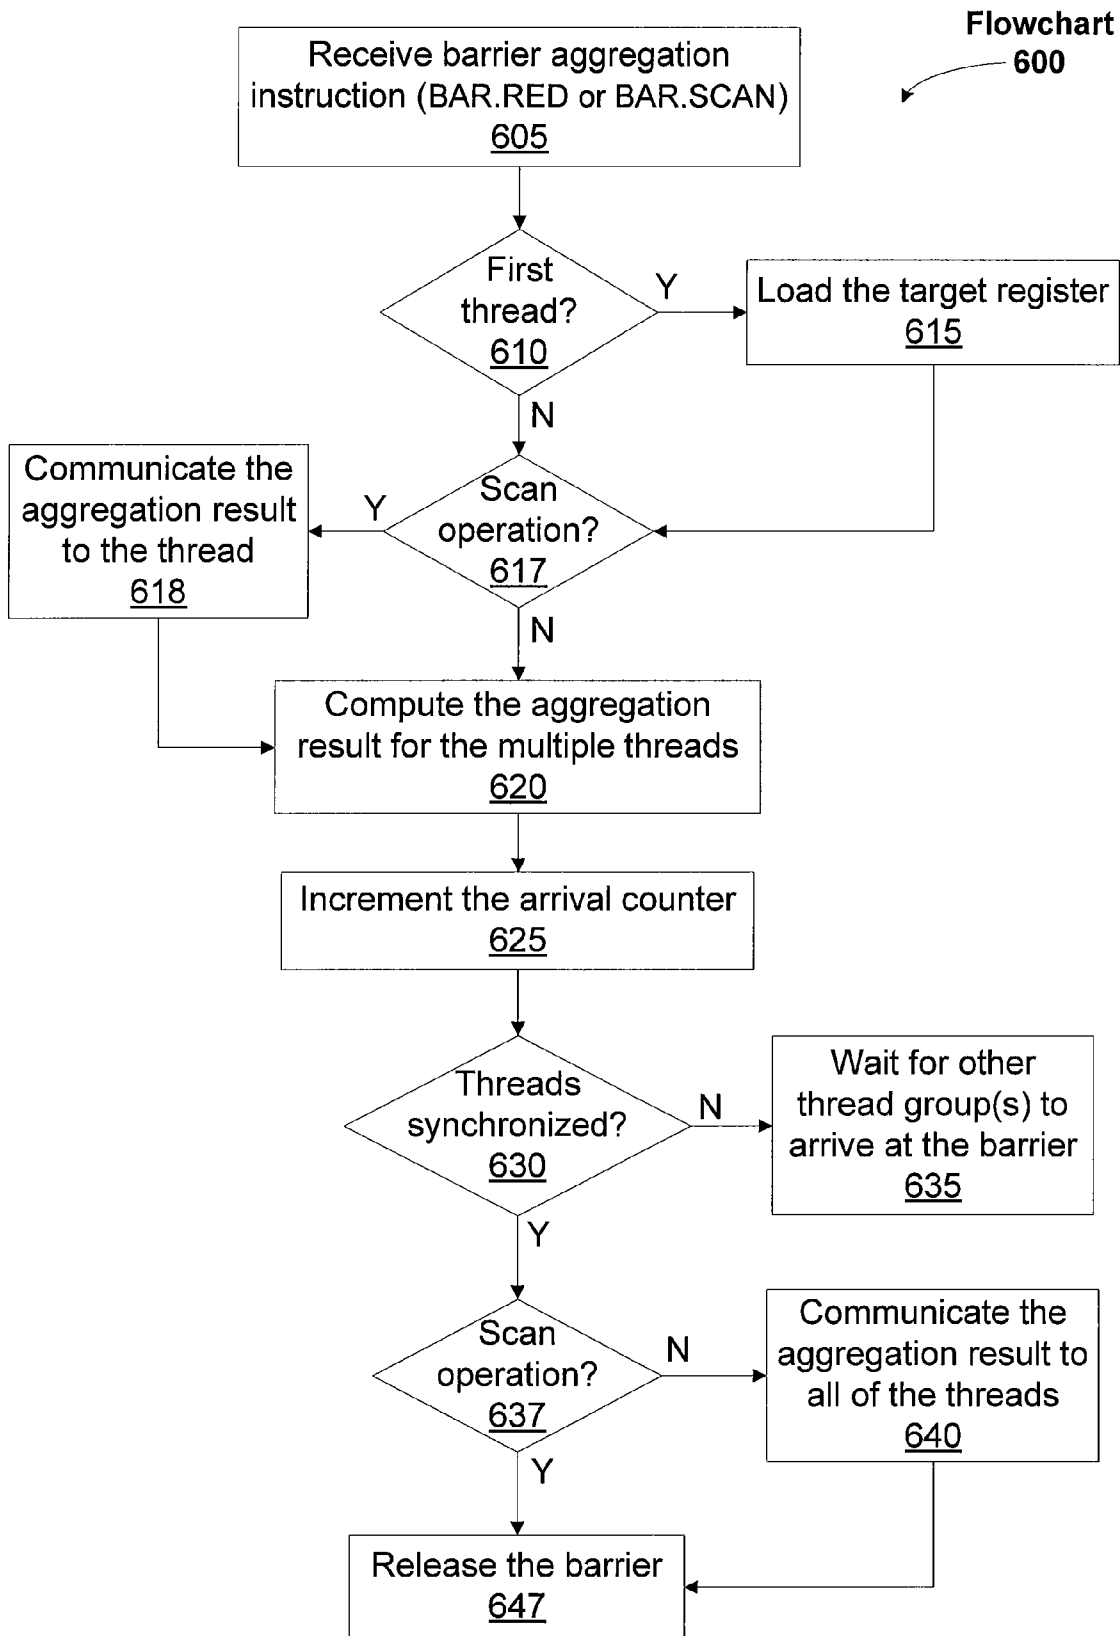 Flowchart
600
Receive barrier aggregation
instruction (BAR.RED or BAR.SCAN)
605
First
thread?
610
Y
N
Load the target register
615
Scan
operation?
617
Y
N
Communicate the
aggregation result
to the thread
618
Compute the aggregation
result for the multiple threads
620
Increment the arrival counter
625
Threads
synchronized?
630
N
Y
Wait for other
thread group(s) to
arrive at the barrier
635
Scan
operation?
637
N
Y
Communicate the
aggregation result to
all of the threads
640
Release the barrier
647